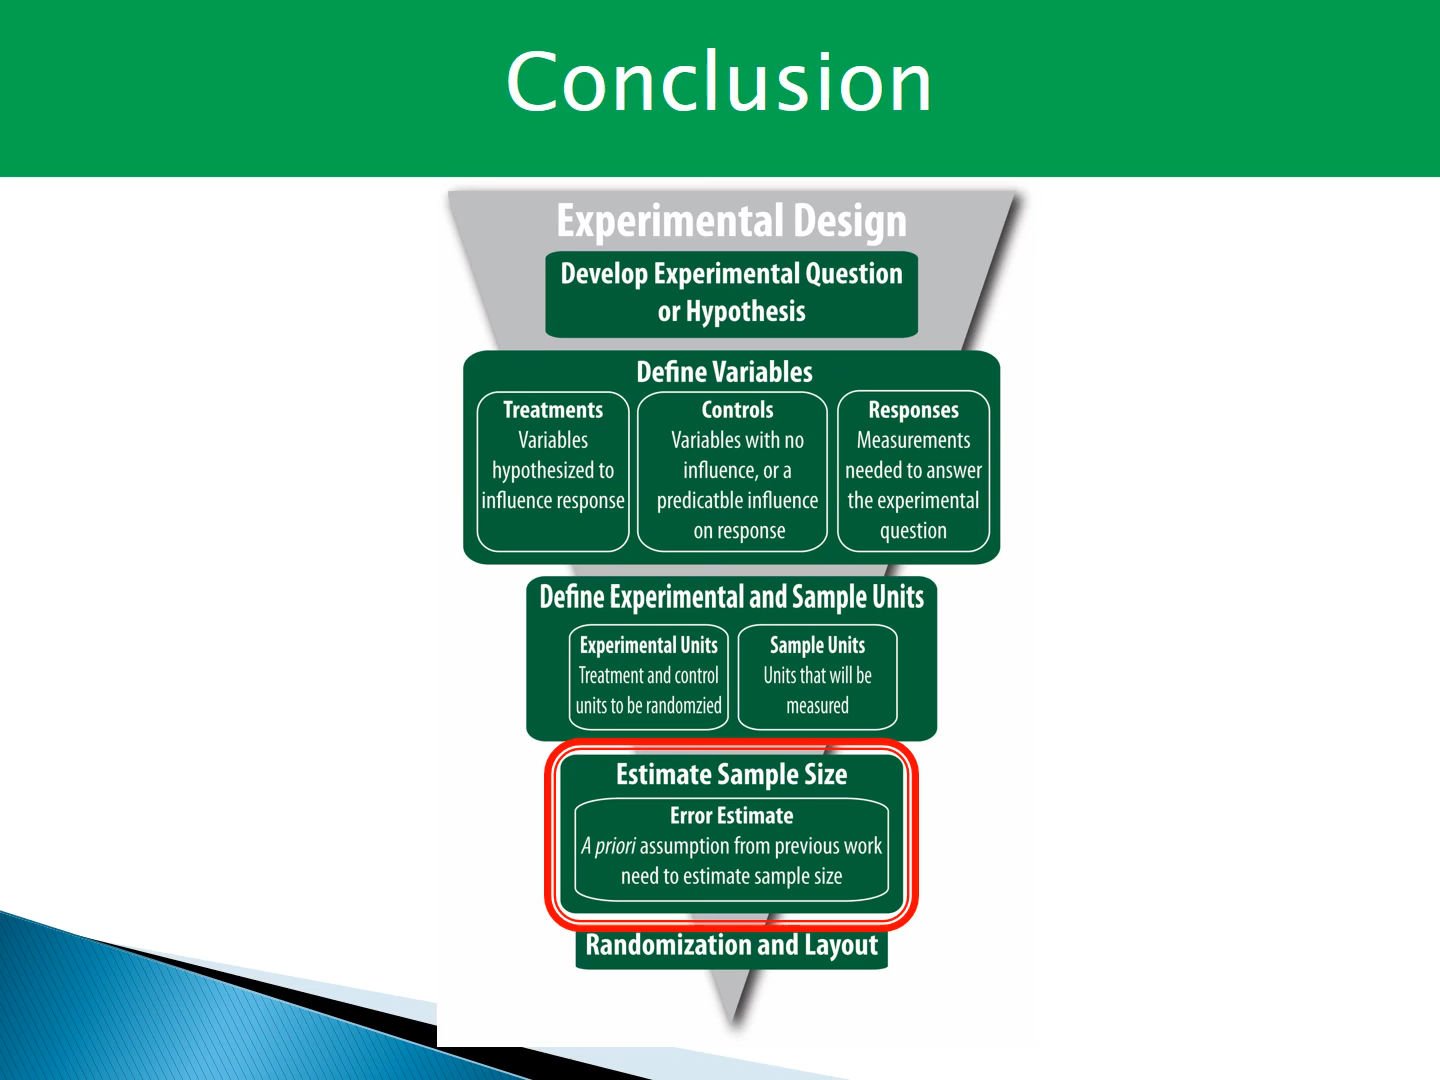 Conclusion
Experimental Design
Develop Experimental Question
or Hypothesis
Define Variables
Treatments
Variables
hypothesized to
influence response
Controls
Variables with no
influence, or a
predicatble influence
on response
Responses
Measurements
needed to answer
the experimental
question
Define Experimental and Sample Units
Experimental Units
Treatment and control
units to be randomzied
Sample Units
Units that will be
measured
Estimate Sample Size
Error Estimate
A priori assumption from previous work
need to estimate sample size
Randomization and Layout